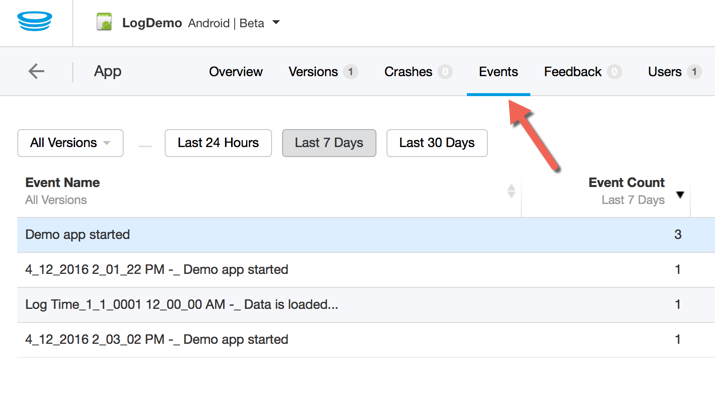 LogDemo Android | Beta
App Overview Versions 1 Crashes 0 Events Feedback 0 Users 1
All Versions Last 24 Hours Last 7 Days Last 30 Days
Event Name Event Count
All Versions Last 7 Days
Demo app started 3
4_12_2016 2_01_22 PM -_ Demo app started 1
Log Time_1_1_0001 12_00_00 AM -_ Data is loaded... 1
4_12_2016 2_03_02 PM -_ Demo app started 1